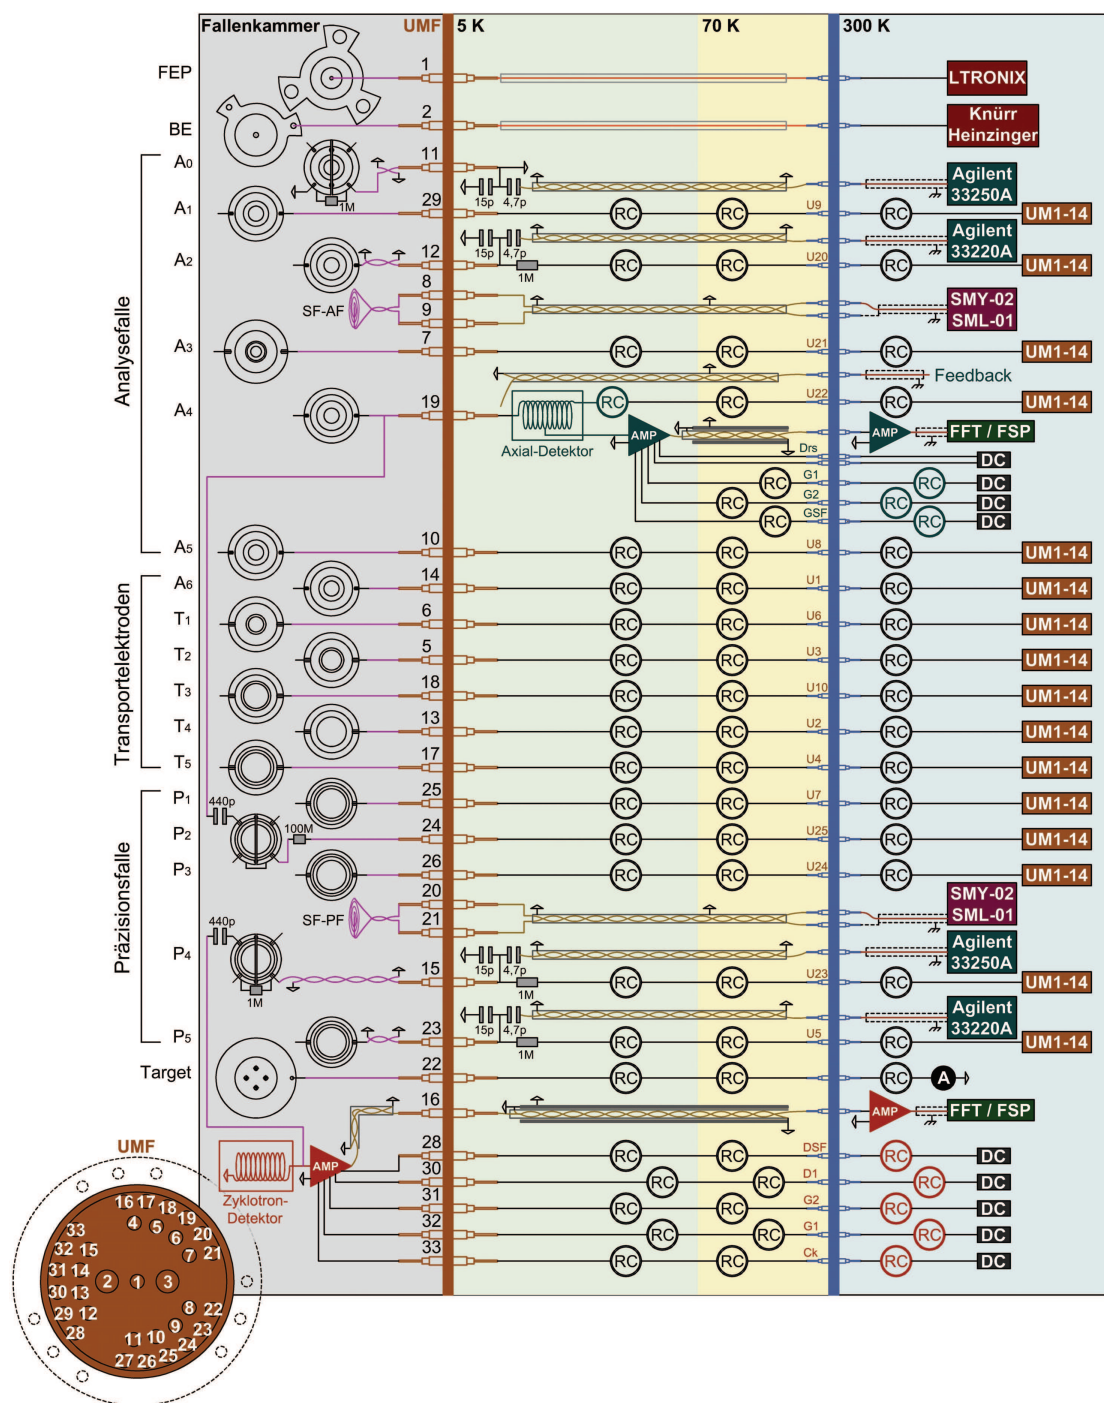 Fallenkammer UMF 5 K 70 K 300 K
FEP 1 LTRONIX
BE 2 Knürr
Heinzinger
A0 11 Agilent
33250A
1M 15p 4,7p
A1 29 RC RC U9 RC UM1-14
Agilent
33220A
A2 12 15p 4,7p RC RC U20 RC UM1-14
1M
SF-AF 8 SMY-02
9 SML-01
A3 7 RC RC U21 RC UM1-14
Feedback
A4 19 RC RC U22 RC UM1-14
AMP AMP FFT / FSP
Axial-Detektor Drs DC
RC G1 RC DC
RC G2 RC DC
RC GSF RC DC
A5 10 RC RC U8 RC UM1-14
A6 14 RC RC U1 RC UM1-14
T1 6 RC RC U6 RC UM1-14
T2 5 RC RC U3 RC UM1-14
T3 18 RC RC U10 RC UM1-14
T4 13 RC RC U2 RC UM1-14
T5 17 RC RC U4 RC UM1-14
P1 440p 25 RC RC U7 RC UM1-14
P2 100M 24 RC RC U25 RC UM1-14
P3 26 RC RC U24 RC UM1-14
SF-PF 20 SMY-02
21 SML-01
440p Agilent
33250A
P4 1M 15 15p 4,7p 1M RC RC U23 RC UM1-14
Agilent
33220A
P5 23 15p 4,7p 1M RC RC U5 RC UM1-14
Target 22 RC RC RC A
16 AMP FFT / FSP
AMP 28 RC RC DSF RC DC
30 RC RC D1 RC DC
Zyklotron-
Detektor
31 RC RC G2 RC DC
32 RC RC G1 RC DC
33 RC RC Ck RC DC
Analysefalle
Transportelektroden
Präzisionsfalle
UMF
16 17 18 19 20 21
33 4 5 6 7
32 15
31 14 2 1 3
30 13
29 12 8 22
28 11 10 9 23
27 26 25 24